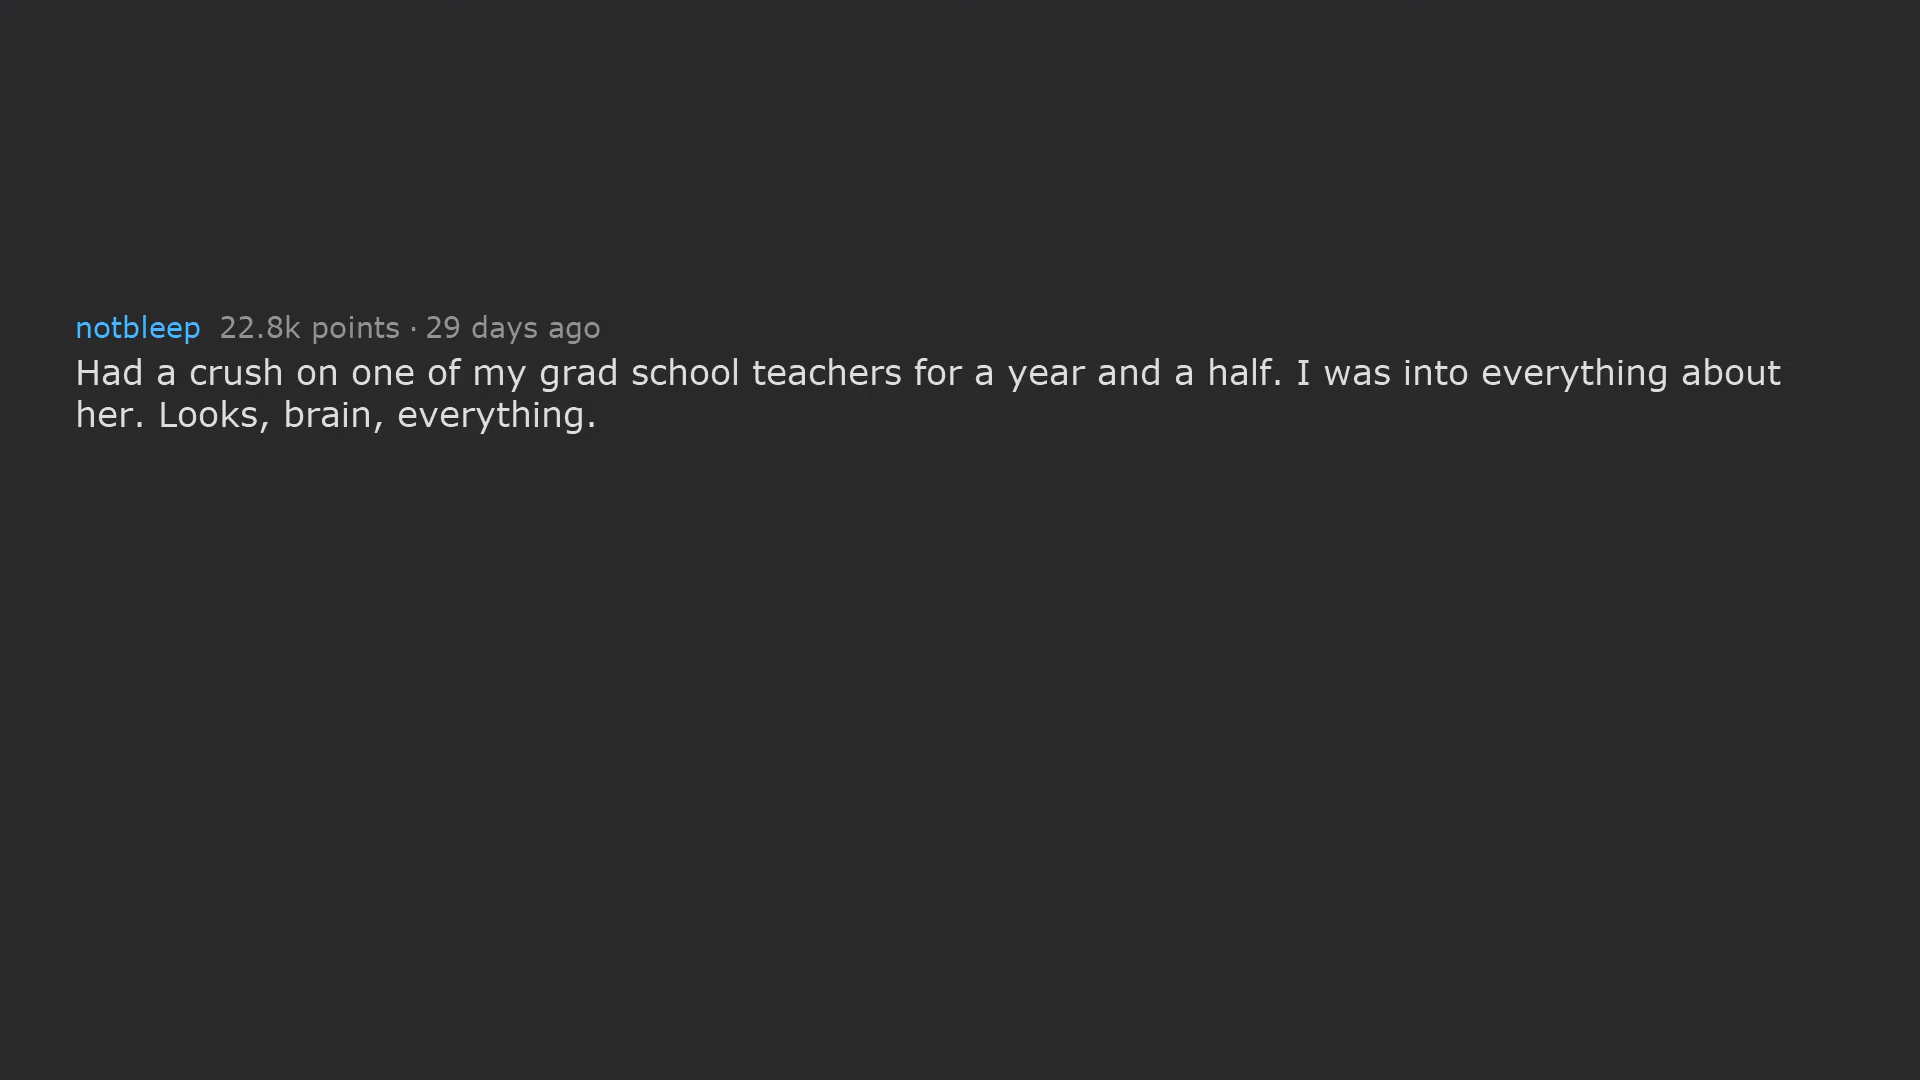 notbleep 22.8k points · 29 days ago
Had a crush on one of my grad school teachers for a year and a half. I was into everything about
her. Looks, brain, everything.